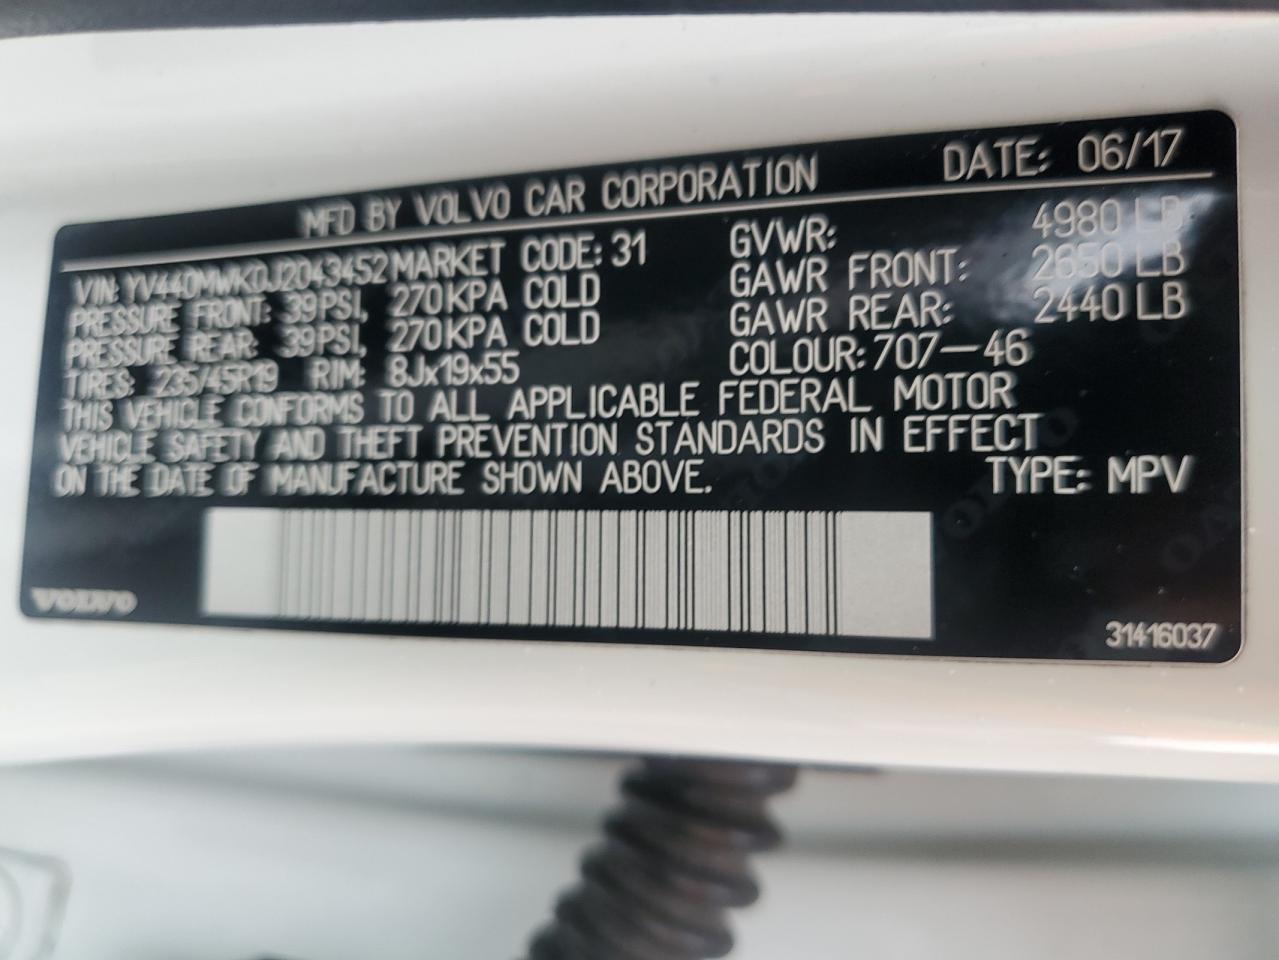 MFD BY VOLVO CAR CORPORATION DATE: 06/17
VIN: YV440MWK0J2043452 MARKET CODE: 31 GVWR: 4980 LB
PRESSURE FRONT: 39 PSI, 270 KPA COLD GAWR FRONT: 2650 LB
PRESSURE REAR: 39 PSI, 270 KPA COLD GAWR REAR: 2440 LB
TIRES: 235/45R19 RIM: 8Jx19x55 COLOUR: 707—46
THIS VEHICLE CONFORMS TO ALL APPLICABLE FEDERAL MOTOR
VEHICLE SAFETY AND THEFT PREVENTION STANDARDS IN EFFECT
ON THE DATE OF MANUFACTURE SHOWN ABOVE. TYPE: MPV
VOLVO
31416037